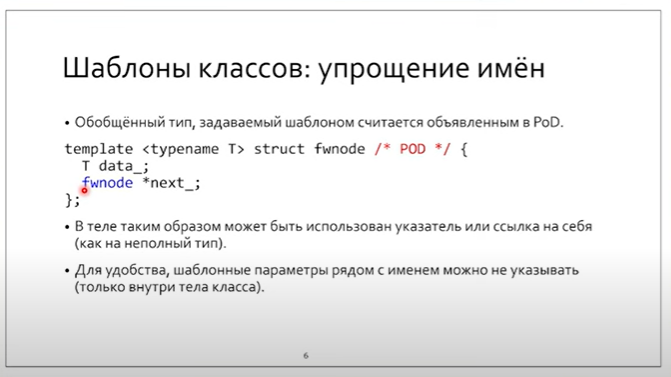 Шаблоны классов: упрощение имён
• Обобщённый тип, задаваемый шаблоном считается объявленным в PoD.
template <typename T> struct fwnode /* POD */ {
T data_;
fwnode *next_;
};
• В теле таким образом может быть использован указатель или ссылка на себя
(как на неполный тип).
• Для удобства, шаблонные параметры рядом с именем можно не указывать
(только внутри тела класса).
6